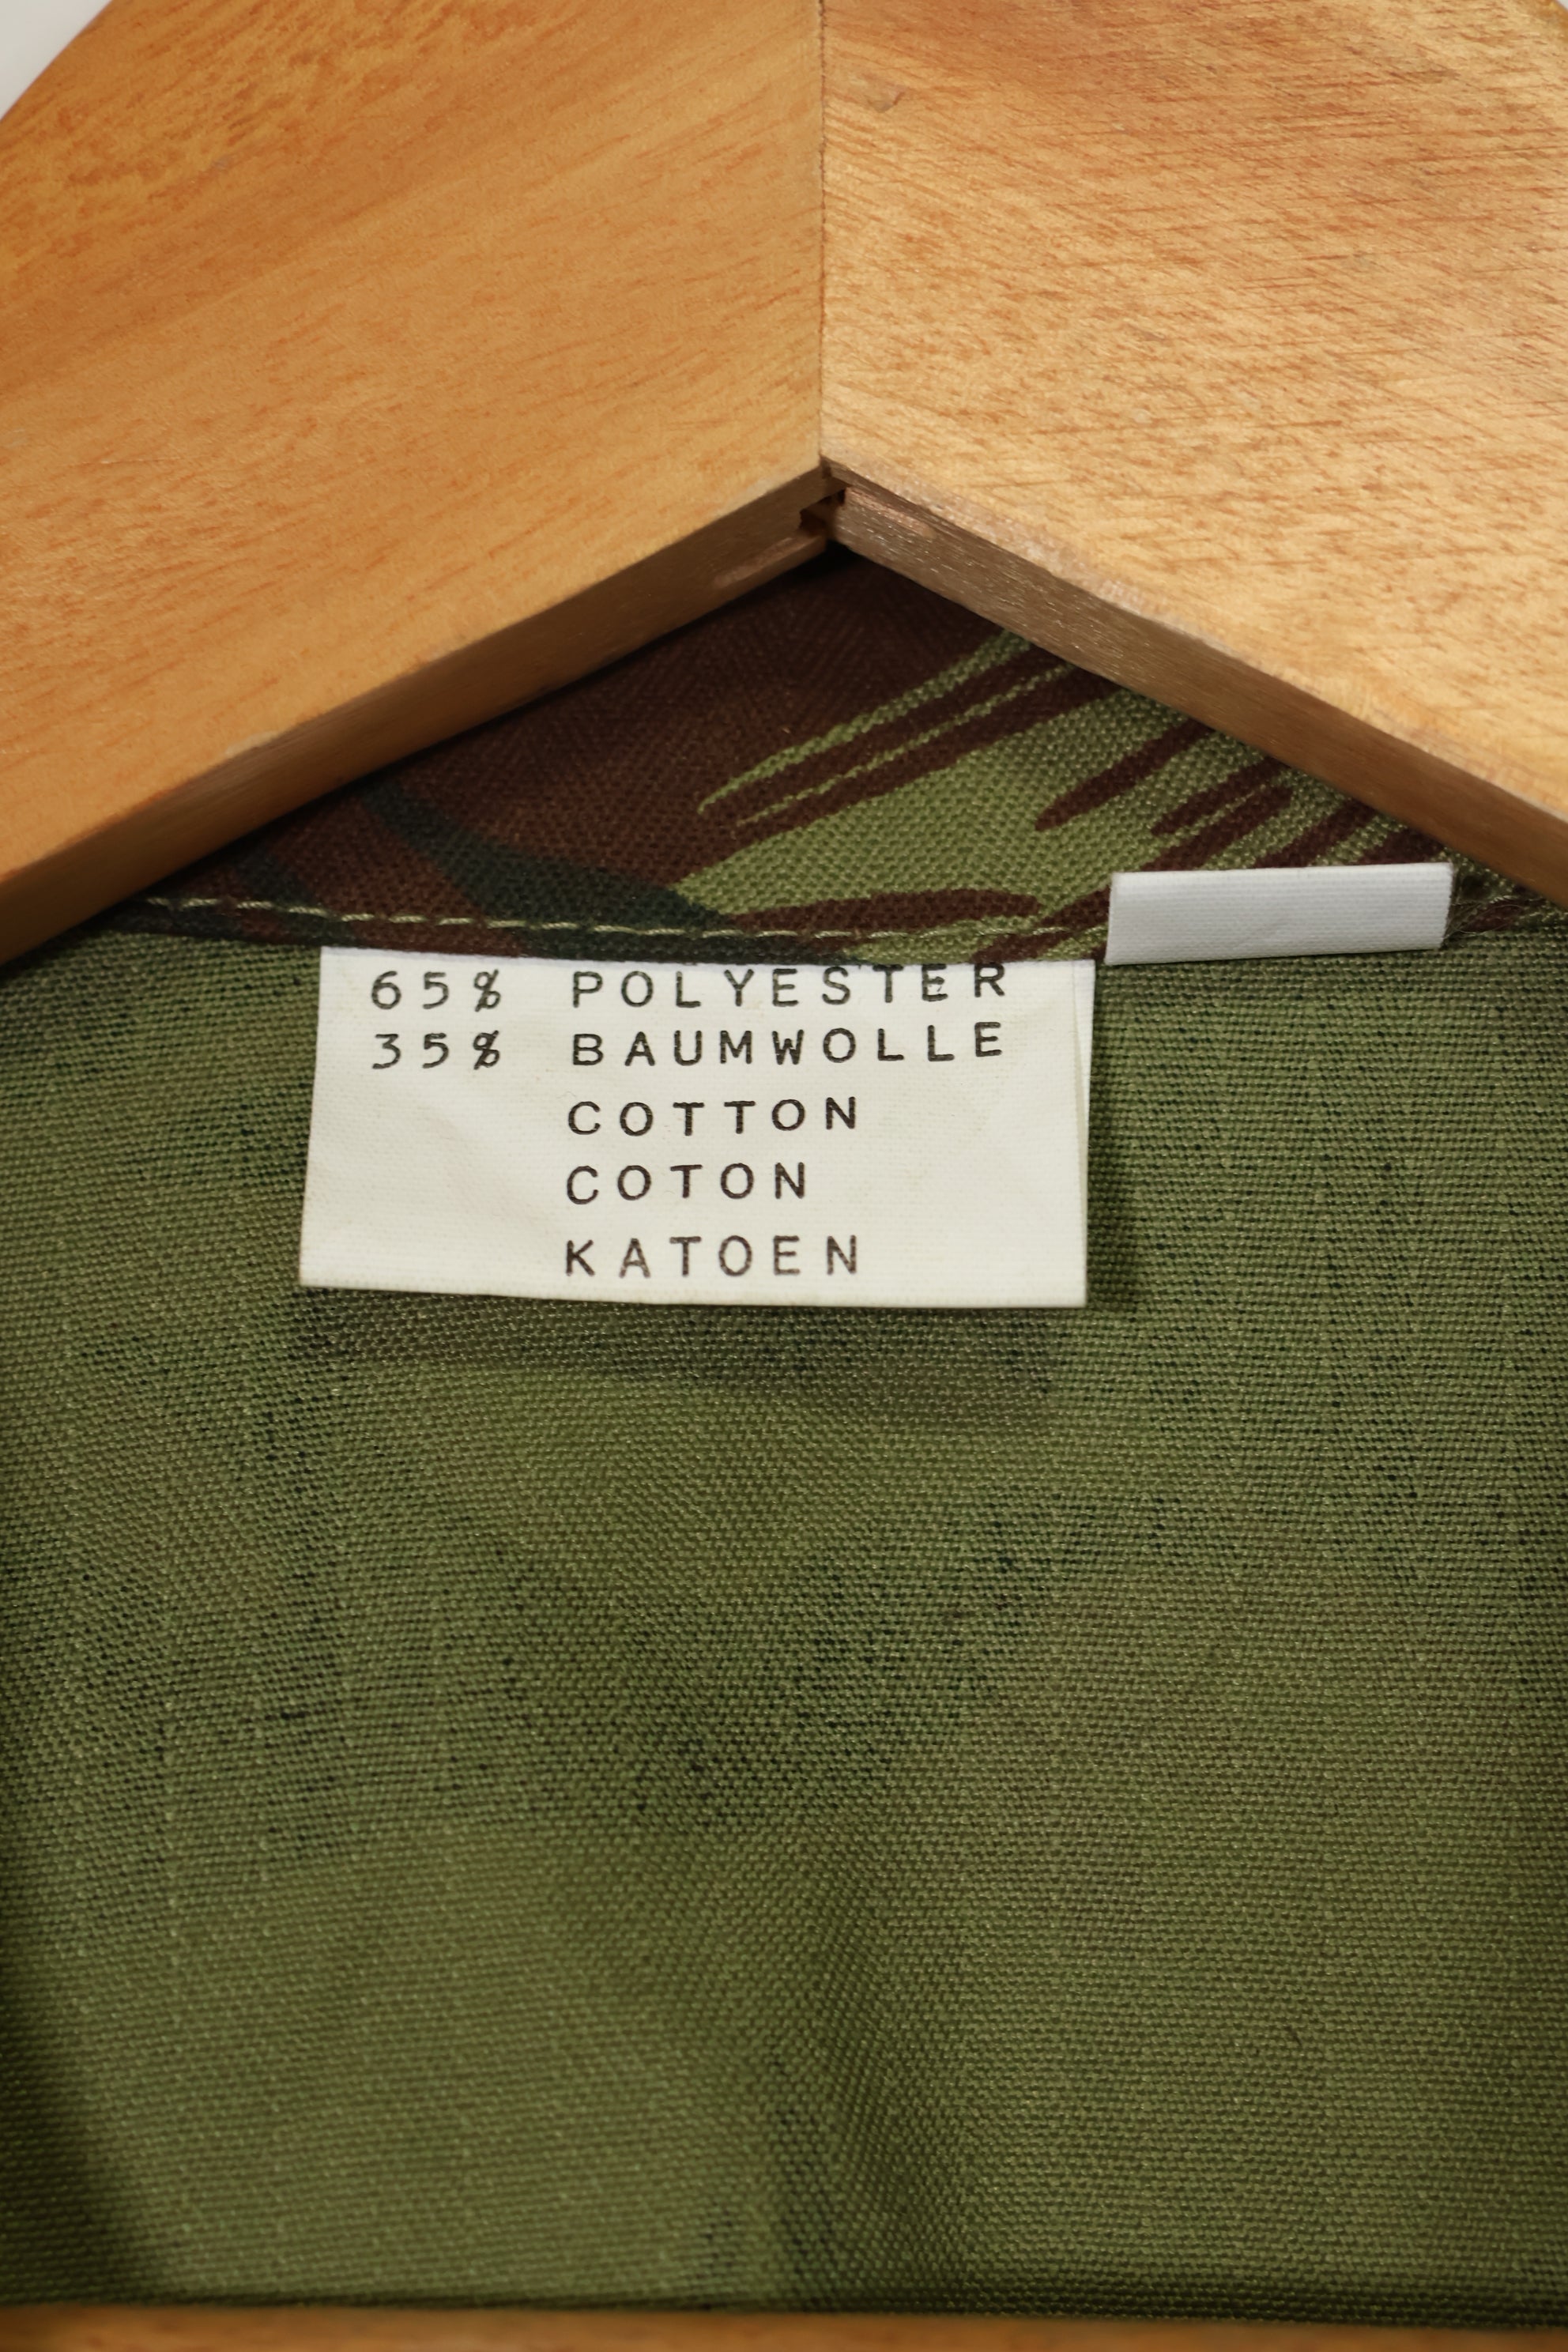 65% POLYESTER
35% BAUMWOLLE
COTTON
COTON
KATOEN